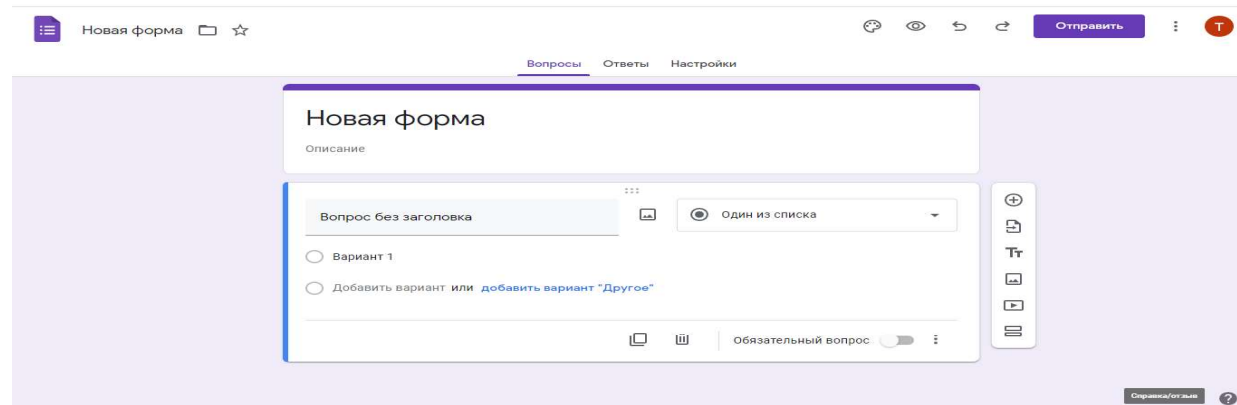 Новая форма
Отправить
T
Вопросы Ответы Настройки
Новая форма
Описание
Вопрос без заголовка
Один из списка
Вариант 1
Добавить вариант или добавить вариант "Другое"
Обязательный вопрос
Тт
Справка/отзыв